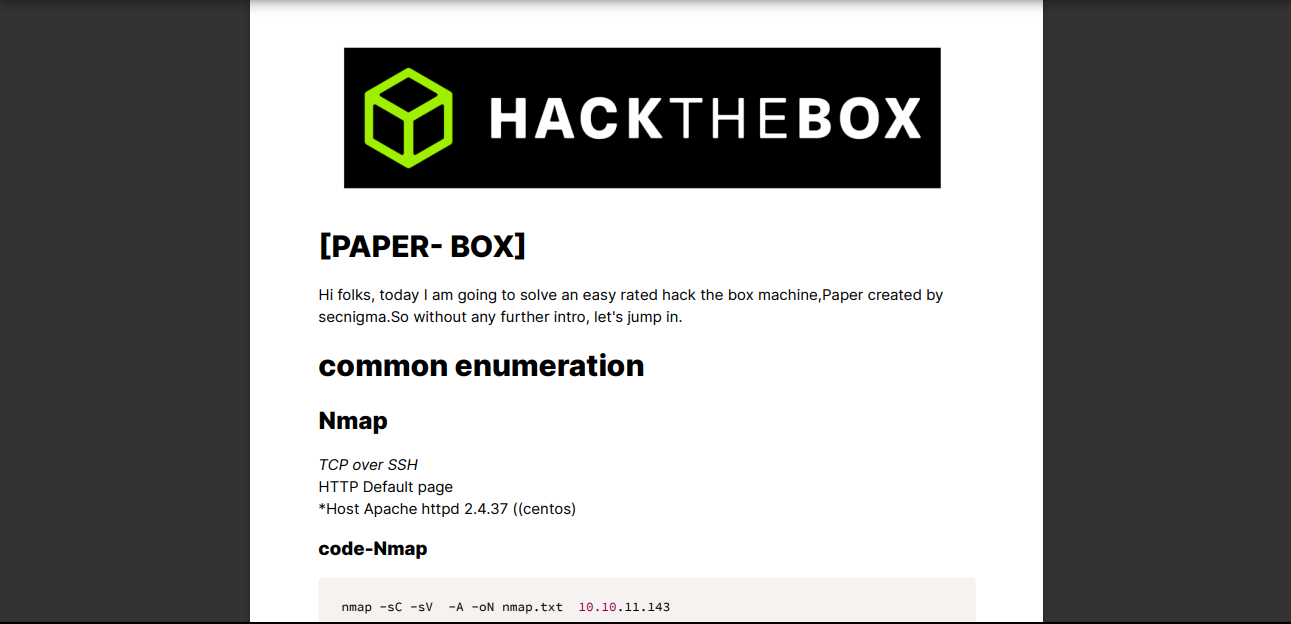 HACKTHEBOX
[PAPER- BOX]
Hi folks, today I am going to solve an easy rated hack the box machine,Paper created by
secnigma.So without any further intro, let's jump in.
common enumeration
Nmap
TCP over SSH
HTTP Default page
*Host Apache httpd 2.4.37 ((centos)
code-Nmap
nmap -sC -sV  -A -oN nmap.txt  10.10.11.143